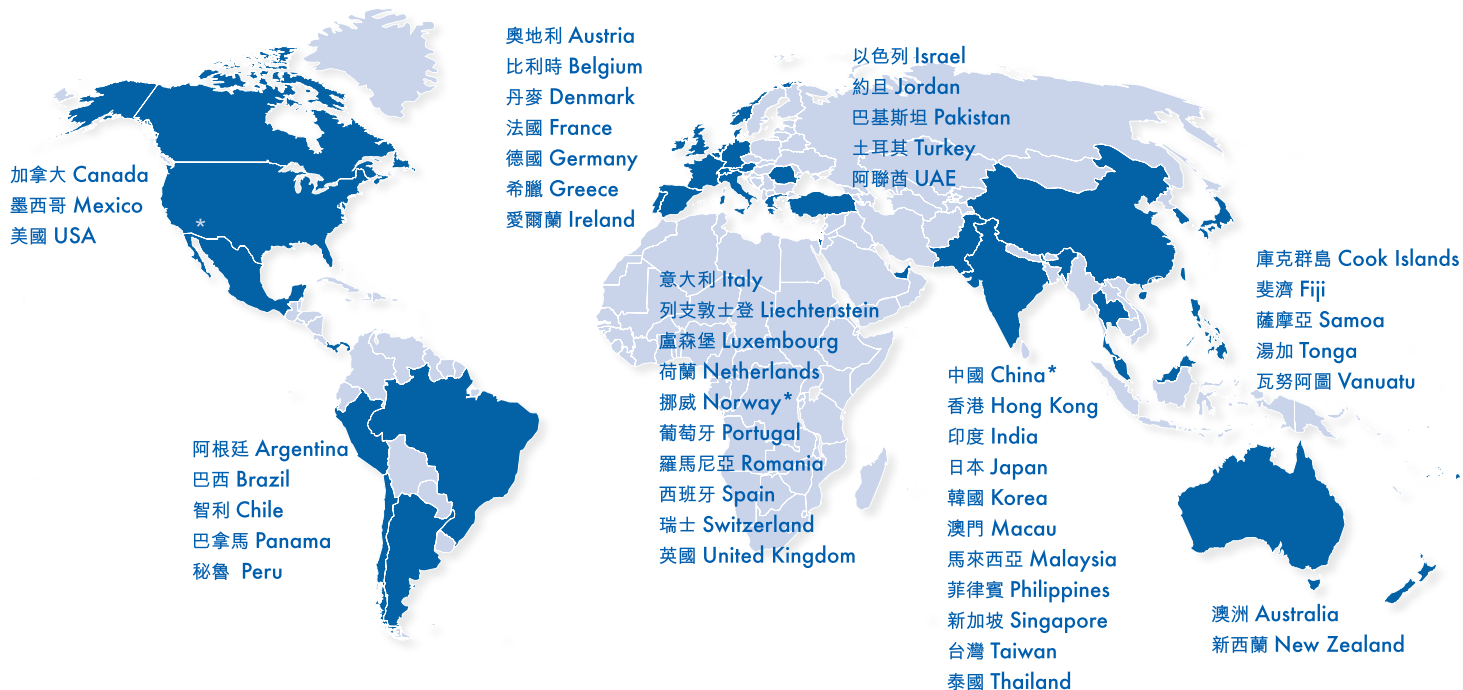 加拿大 Canada
墨西哥 Mexico
美國 USA
*
阿根廷 Argentina
巴西 Brazil
智利 Chile
巴拿馬 Panama
秘魯 Peru
奧地利 Austria
比利時 Belgium
丹麥 Denmark
法國 France
德國 Germany
希臘 Greece
愛爾蘭 Ireland
意大利 Italy
列支敦士登 Liechtenstein
盧森堡 Luxembourg
荷蘭 Netherlands
挪威 Norway*
葡萄牙 Portugal
羅馬尼亞 Romania
西班牙 Spain
瑞士 Switzerland
英國 United Kingdom
以色列 Israel
約旦 Jordan
巴基斯坦 Pakistan
土耳其 Turkey
阿聯酋 UAE
中國 China*
香港 Hong Kong
印度 India
日本 Japan
韓國 Korea
澳門 Macau
馬來西亞 Malaysia
菲律賓 Philippines
新加坡 Singapore
台灣 Taiwan
泰國 Thailand
庫克群島 Cook Islands
斐濟 Fiji
薩摩亞 Samoa
湯加 Tonga
瓦努阿圖 Vanuatu
澳洲 Australia
新西蘭 New Zealand